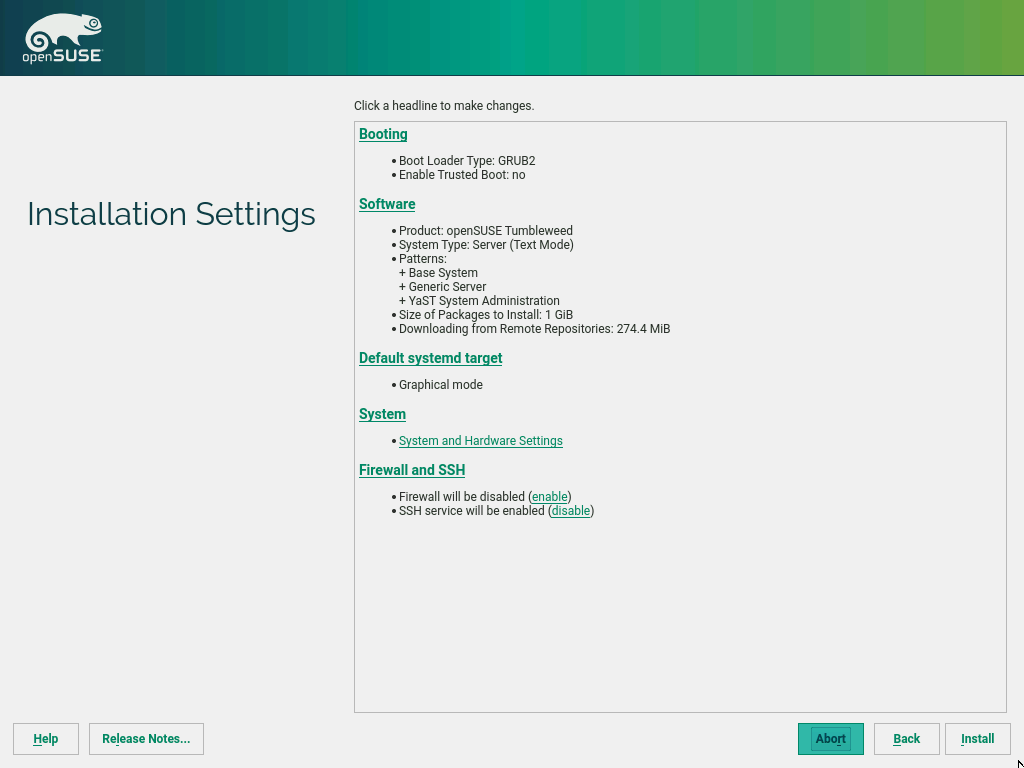 openSUSE
Click a headline to make changes.
Installation Settings
Booting
• Boot Loader Type: GRUB2
• Enable Trusted Boot: no
Software
• Product: openSUSE Tumbleweed
• System Type: Server (Text Mode)
• Patterns:
+ Base System
+ Generic Server
+ YaST System Administration
• Size of Packages to Install: 1 GiB
• Downloading from Remote Repositories: 274.4 MiB
Default systemd target
• Graphical mode
System
• System and Hardware Settings
Firewall and SSH
• Firewall will be disabled (enable)
• SSH service will be enabled (disable)
Help Release Notes... Abort Back Install